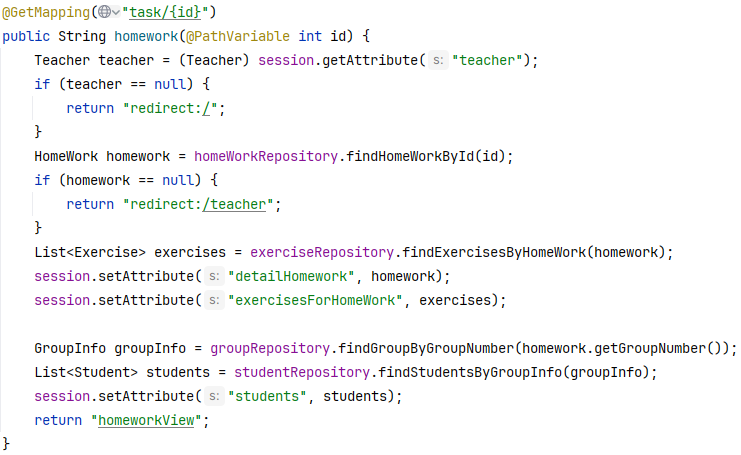 @GetMapping("task/{id}")
public String homework(@PathVariable int id) {
    Teacher teacher = (Teacher) session.getAttribute( s: "teacher");
    if (teacher == null) {
        return "redirect:/";
    }
    HomeWork homework = homeWorkRepository.findHomeWorkById(id);
    if (homework == null) {
        return "redirect:/teacher";
    }
    List<Exercise> exercises = exerciseRepository.findExercisesByHomeWork(homework);
    session.setAttribute( s: "detailHomework", homework);
    session.setAttribute( s: "exercisesForHomeWork", exercises);

    GroupInfo groupInfo = groupRepository.findGroupByGroupNumber(homework.getGroupNumber());
    List<Student> students = studentRepository.findStudentsByGroupInfo(groupInfo);
    session.setAttribute( s: "students", students);
    return "homeworkView";
}